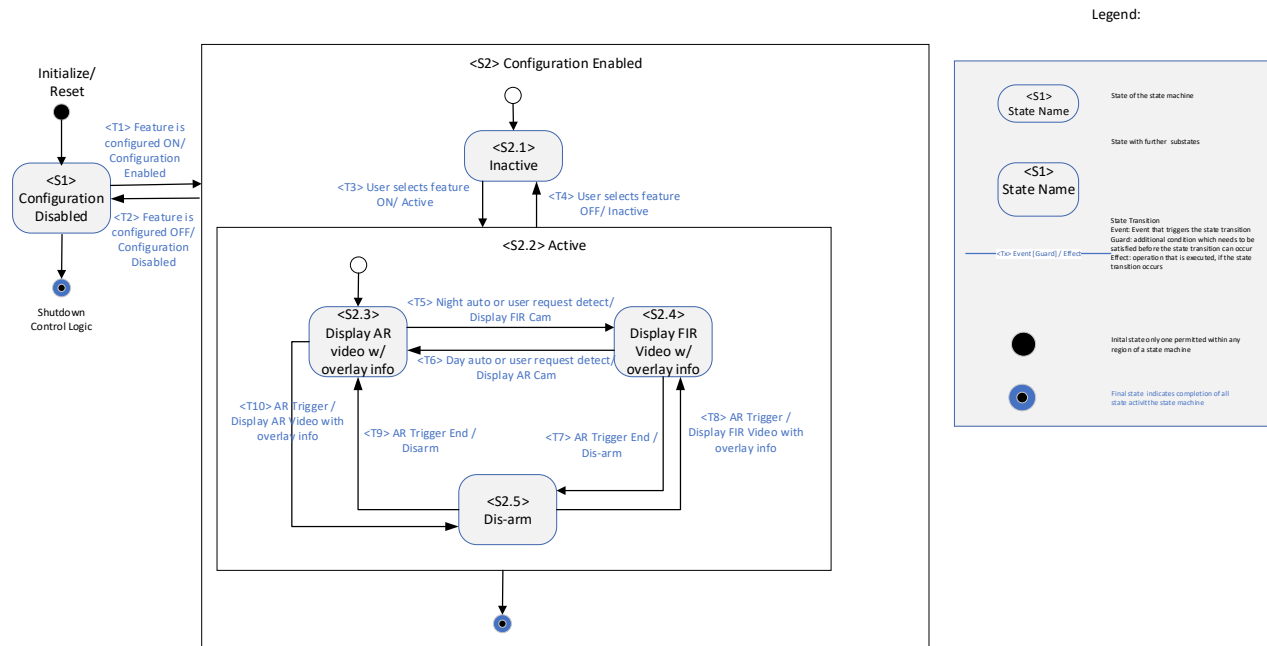 Legend:
Initialize/
Reset
<T1> Feature is
configured ON/
Configuration
Enabled
<S1>
Configuration
Disabled
<T2> Feature is
configured OFF/
Configuration
Disabled
Shutdown
Control Logic
<S2> Configuration Enabled
<S2.1>
Inactive
<T3> User selects feature
ON/ Active
<T4> User selects feature
OFF/ Inactive
<S2.2> Active
<S2.3>
Display AR
video w/
overlay info
<T5> Night auto or user request detect/
Display FIR Cam
<S2.4>
Display FIR
Video w/
overlay info
<T6> Day auto or user request detect/
Display AR Cam
<T10> AR Trigger /
Display AR Video with
overlay info
<T9> AR Trigger End /
Disarm
<T7> AR Trigger End /
Dis-arm
<T8> AR Trigger /
Display FIR Video with
overlay info
<S2.5>
Dis-arm
<S1>
State Name
State of the state machine
State with further substates
<S1>
State Name
State Transition
Event: Event that triggers the state transition
Guard: additional condition which needs to be
satisfied before the state transition can occur
Effect: operation that is executed, if the state
transition occurs
<Tx> Event [Guard] / Effect
Inital state only one permitted within any
region of a state machine
Final state indicates completion of all
state activitthe state machine